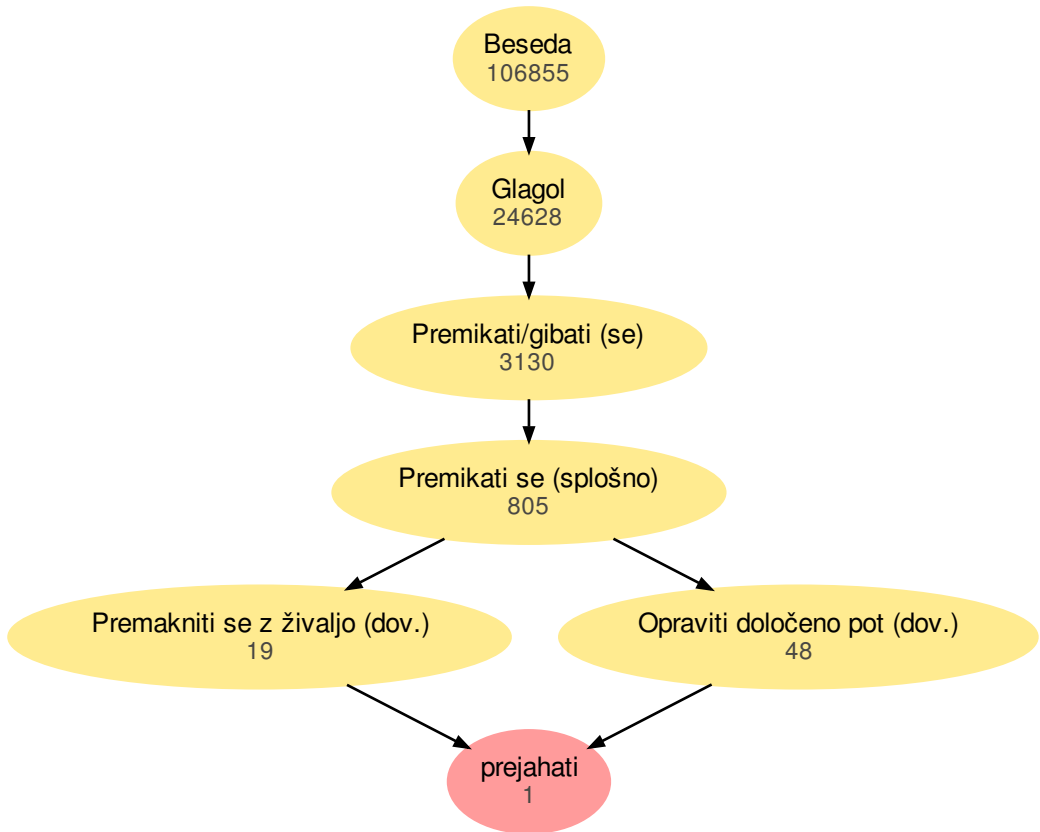 Beseda
106855
Glagol
24628
Premikati/gibati (se)
3130
Premikati se (splošno)
805
Premakniti se z živaljo (dov.)
19
Opraviti določeno pot (dov.)
48
prejahati
1